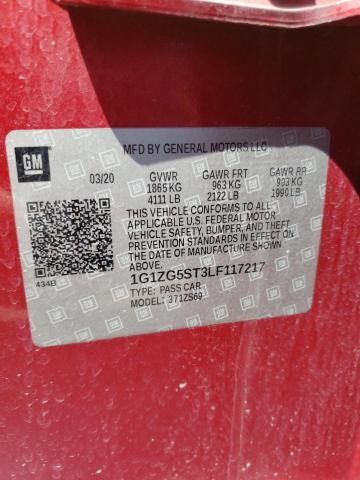 MFD BY GENERAL MOTORS LLC
GM
03/20 GVWR GAWR FRT GAWR RR
1865 KG 963 KG 903 KG
4111 LB 2122 LB 1990 LB
THIS VEHICLE CONFORMS TO ALL
APPLICABLE U.S. FEDERAL MOTOR
VEHICLE SAFETY, BUMPER, AND THEFT
PREVENTION STANDARDS IN EFFECT ON
THE DATE OF MANUFACTURE SHOWN
ABOVE.
434B
1G1ZG5ST3LF117217
TYPE: PASS CAR
MODEL: 371ZS69